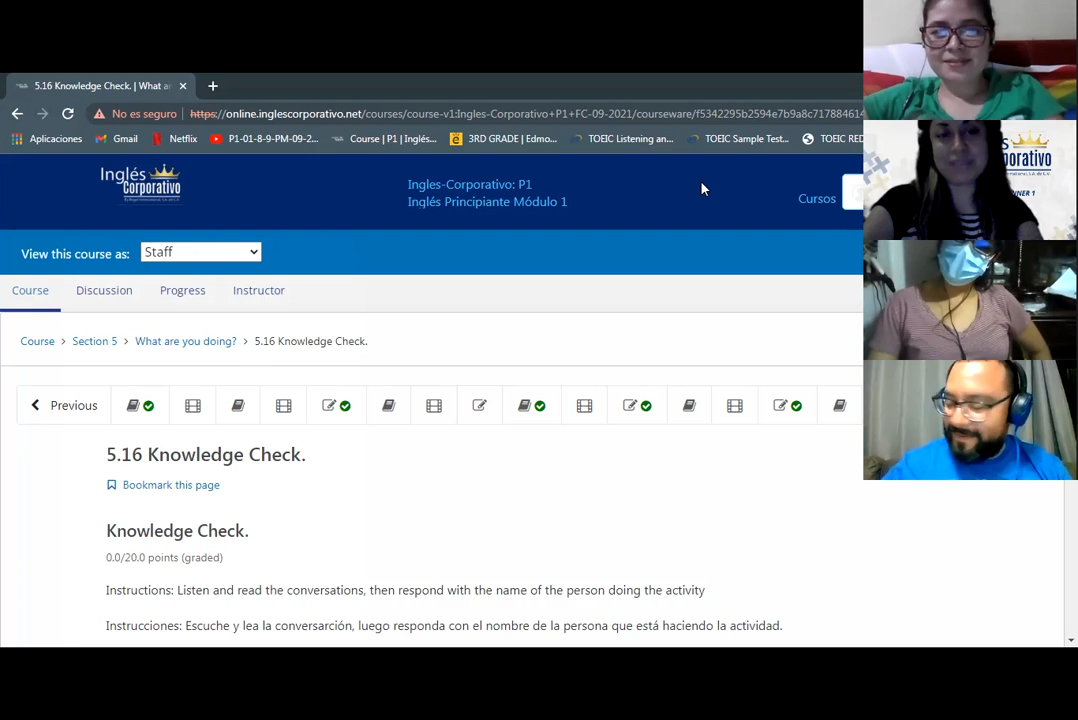 5.16 Knowledge Check. | What ar
No es seguro
https://online.inglescorporativo.net/courses/course-v1:Ingles-Corporativo+P1+FC-09-2021/courseware/f5342295b2594e7b9a8c717884614
Aplicaciones Gmail Netflix P1-01-8-9-PM-09-2... Course | P1 | Inglés... 3RD GRADE | Edmo... TOEIC Listening an... TOEIC Sample Test... TOEIC RED
Inglés
Corporativo
Ingles-Corporativo: P1
Inglés Principiante Módulo 1
Cursos
View this course as: Staff
Course Discussion Progress Instructor
Course > Section 5 > What are you doing? > 5.16 Knowledge Check.
Previous
5.16 Knowledge Check.
Bookmark this page
Knowledge Check.
0.0/20.0 points (graded)
Instructions: Listen and read the conversations, then respond with the name of the person doing the activity
Instrucciones: Escuche y lea la conversarción, luego responda con el nombre de la persona que está haciendo la actividad.